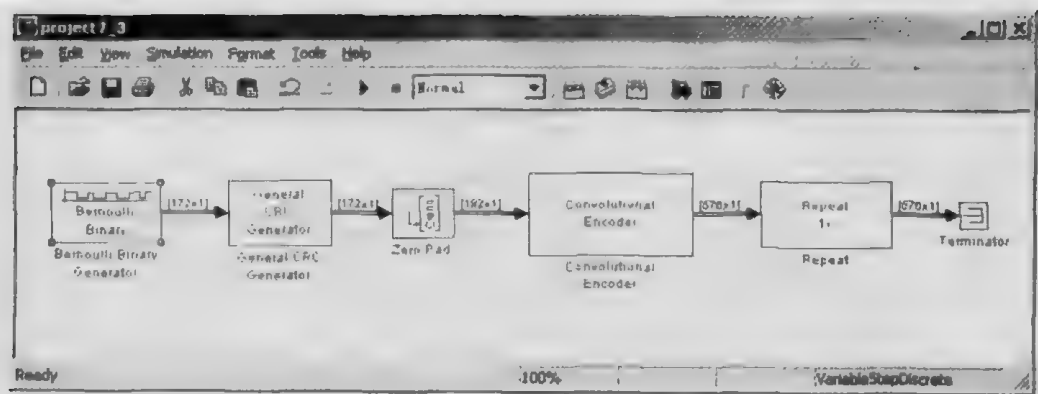 project7_3
File Edit View Simulation Format Tools Help
Normal
Bernoulli
Binary
Bernoulli Binary
Generator
[172x1]
General
CRC
Generator
General CRC
Generator
[172x1]
Zero Pad
[192x1]
Convolutional
Encoder
Convolutional
Encoder
[576x1]
Repeat
1x
Repeat
[576x1]
Terminator
Ready
100%
VariableStepDiscrete